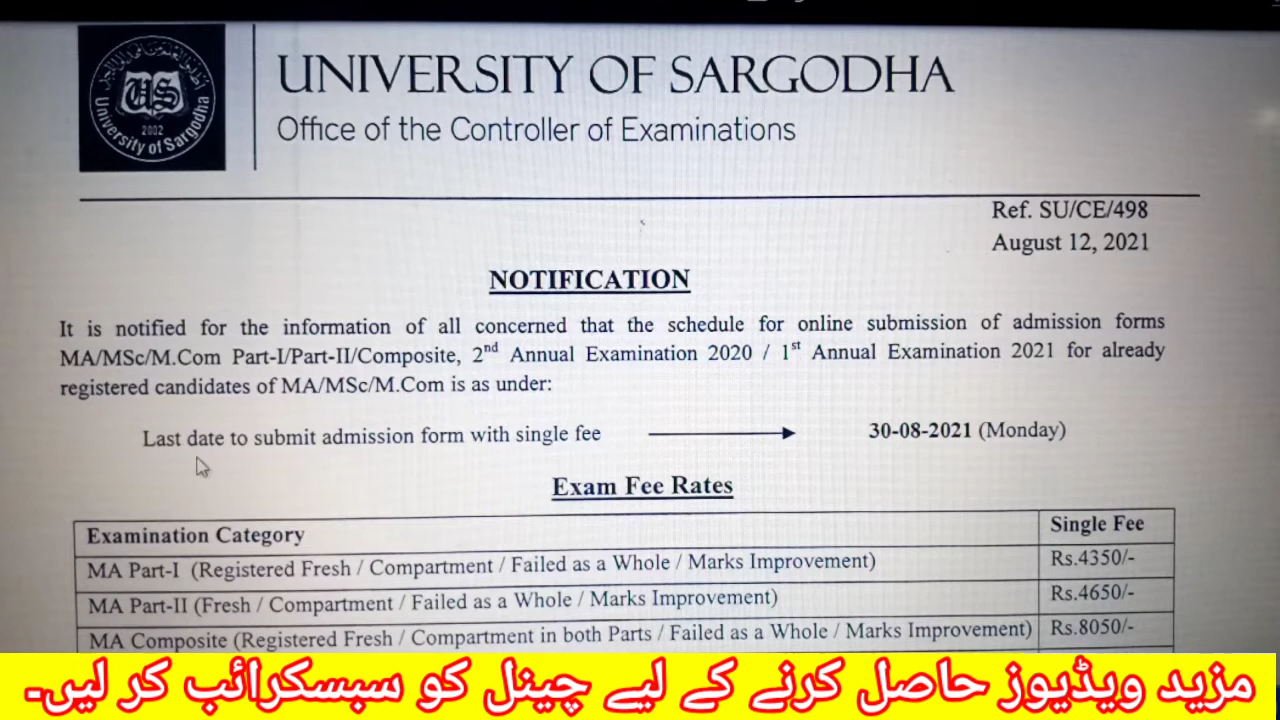 UNIVERSITY OF SARGODHA
Office of the Controller of Examinations
US
2002
University of Sargodha
Ref. SU/CE/498
August 12, 2021
NOTIFICATION
It is notified for the information of all concerned that the schedule for online submission of admission forms
MA/MSc/M.Com Part-I/Part-II/Composite, 2nd Annual Examination 2020 / 1st Annual Examination 2021 for already
registered candidates of MA/MSc/M.Com is as under:
Last date to submit admission form with single fee 30-08-2021 (Monday)
Exam Fee Rates
Examination Category Single Fee
MA Part-I (Registered Fresh / Compartment / Failed as a Whole / Marks Improvement) Rs.4350/-
MA Part-II (Fresh / Compartment / Failed as a Whole / Marks Improvement) Rs.4650/-
MA Composite (Registered Fresh / Compartment in both Parts / Failed as a Whole / Marks Improvement) Rs.8050/-
مزید ویڈیوز حاصل کرنے کے لیے چینل کو سبسکرائب کر لیں۔